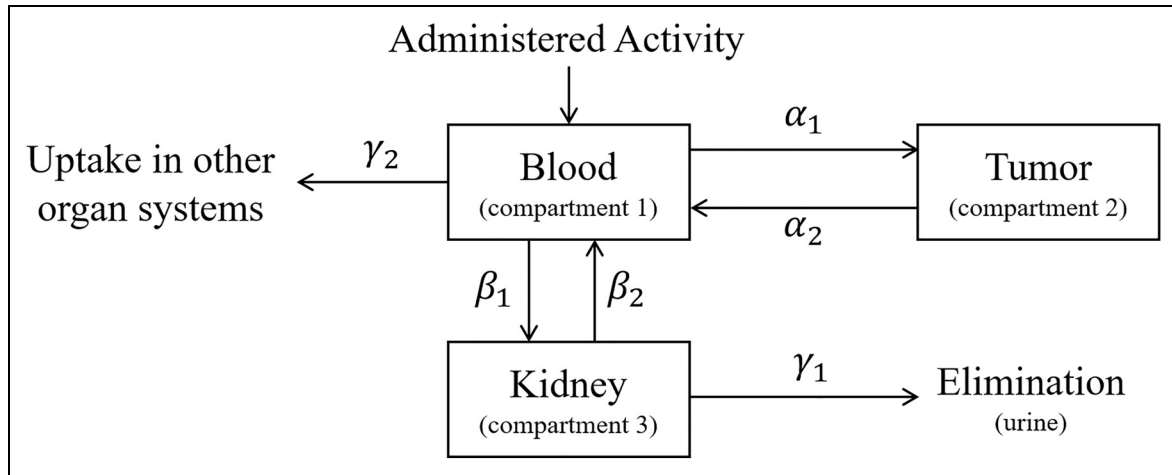 Administered Activity
α₁
Uptake in other
organ systems
γ₂
Blood
(compartment 1)
Tumor
(compartment 2)
α₂
β₁
β₂
Kidney
(compartment 3)
γ₁
Elimination
(urine)